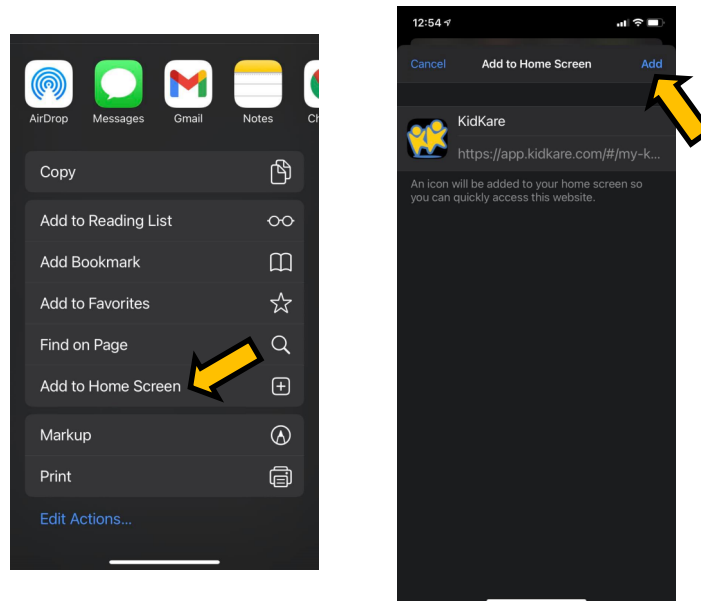 AirDrop
Messages
Gmail
Notes
Ch
Copy
Add to Reading List
Add Bookmark
Add to Favorites
Find on Page
Add to Home Screen
Markup
Print
Edit Actions...
12:54
Cancel
Add to Home Screen
Add
KidKare
https://app.kidkare.com/#/my-k...
An icon will be added to your home screen so
you can quickly access this website.